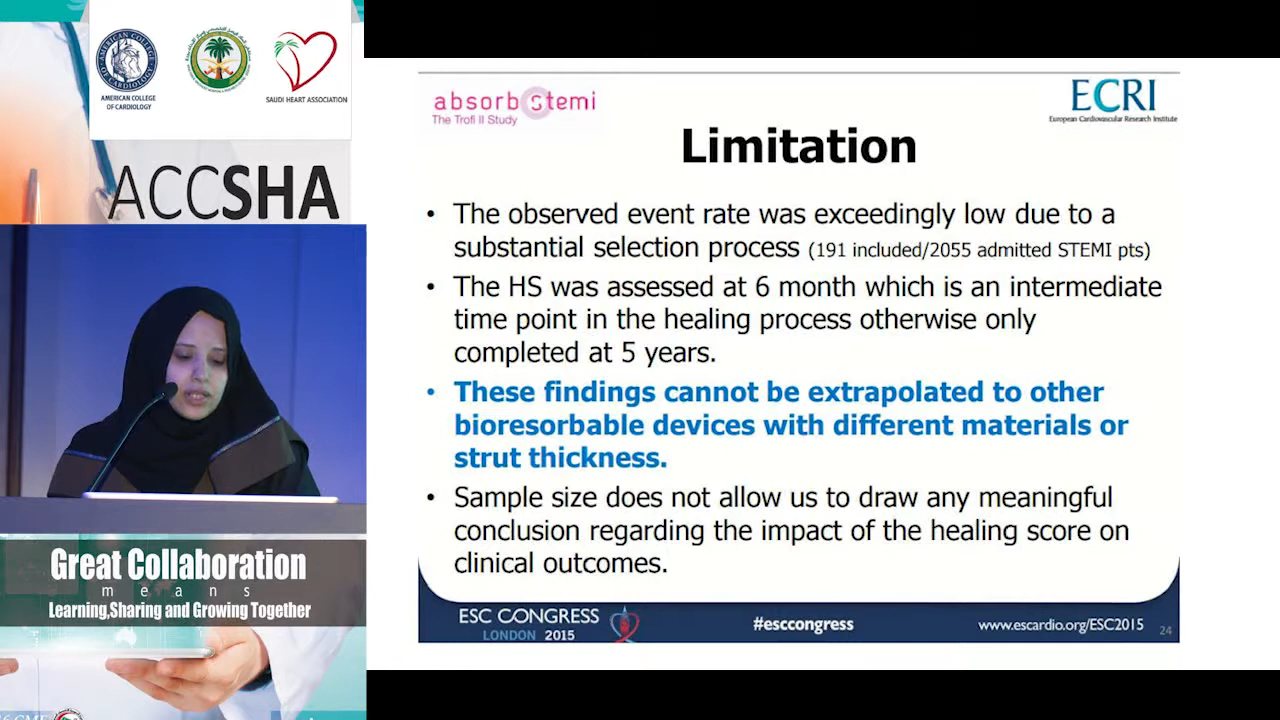 AMERICAN COLLEGE
OF CARDIOLOGY
SAUDI HEART ASSOCIATION
ACCSHA
Great Collaboration
means
Learning,Sharing and Growing Together
absorb stemi
The Trofi II Study
ECRI
European Cardiovascular Research Institute
Limitation
• The observed event rate was exceedingly low due to a
substantial selection process (191 included/2055 admitted STEMI pts)
• The HS was assessed at 6 month which is an intermediate
time point in the healing process otherwise only
completed at 5 years.
• These findings cannot be extrapolated to other
bioresorbable devices with different materials or
strut thickness.
• Sample size does not allow us to draw any meaningful
conclusion regarding the impact of the healing score on
clinical outcomes.
ESC CONGRESS
LONDON 2015
#esccongress
www.escardio.org/ESC2015
24